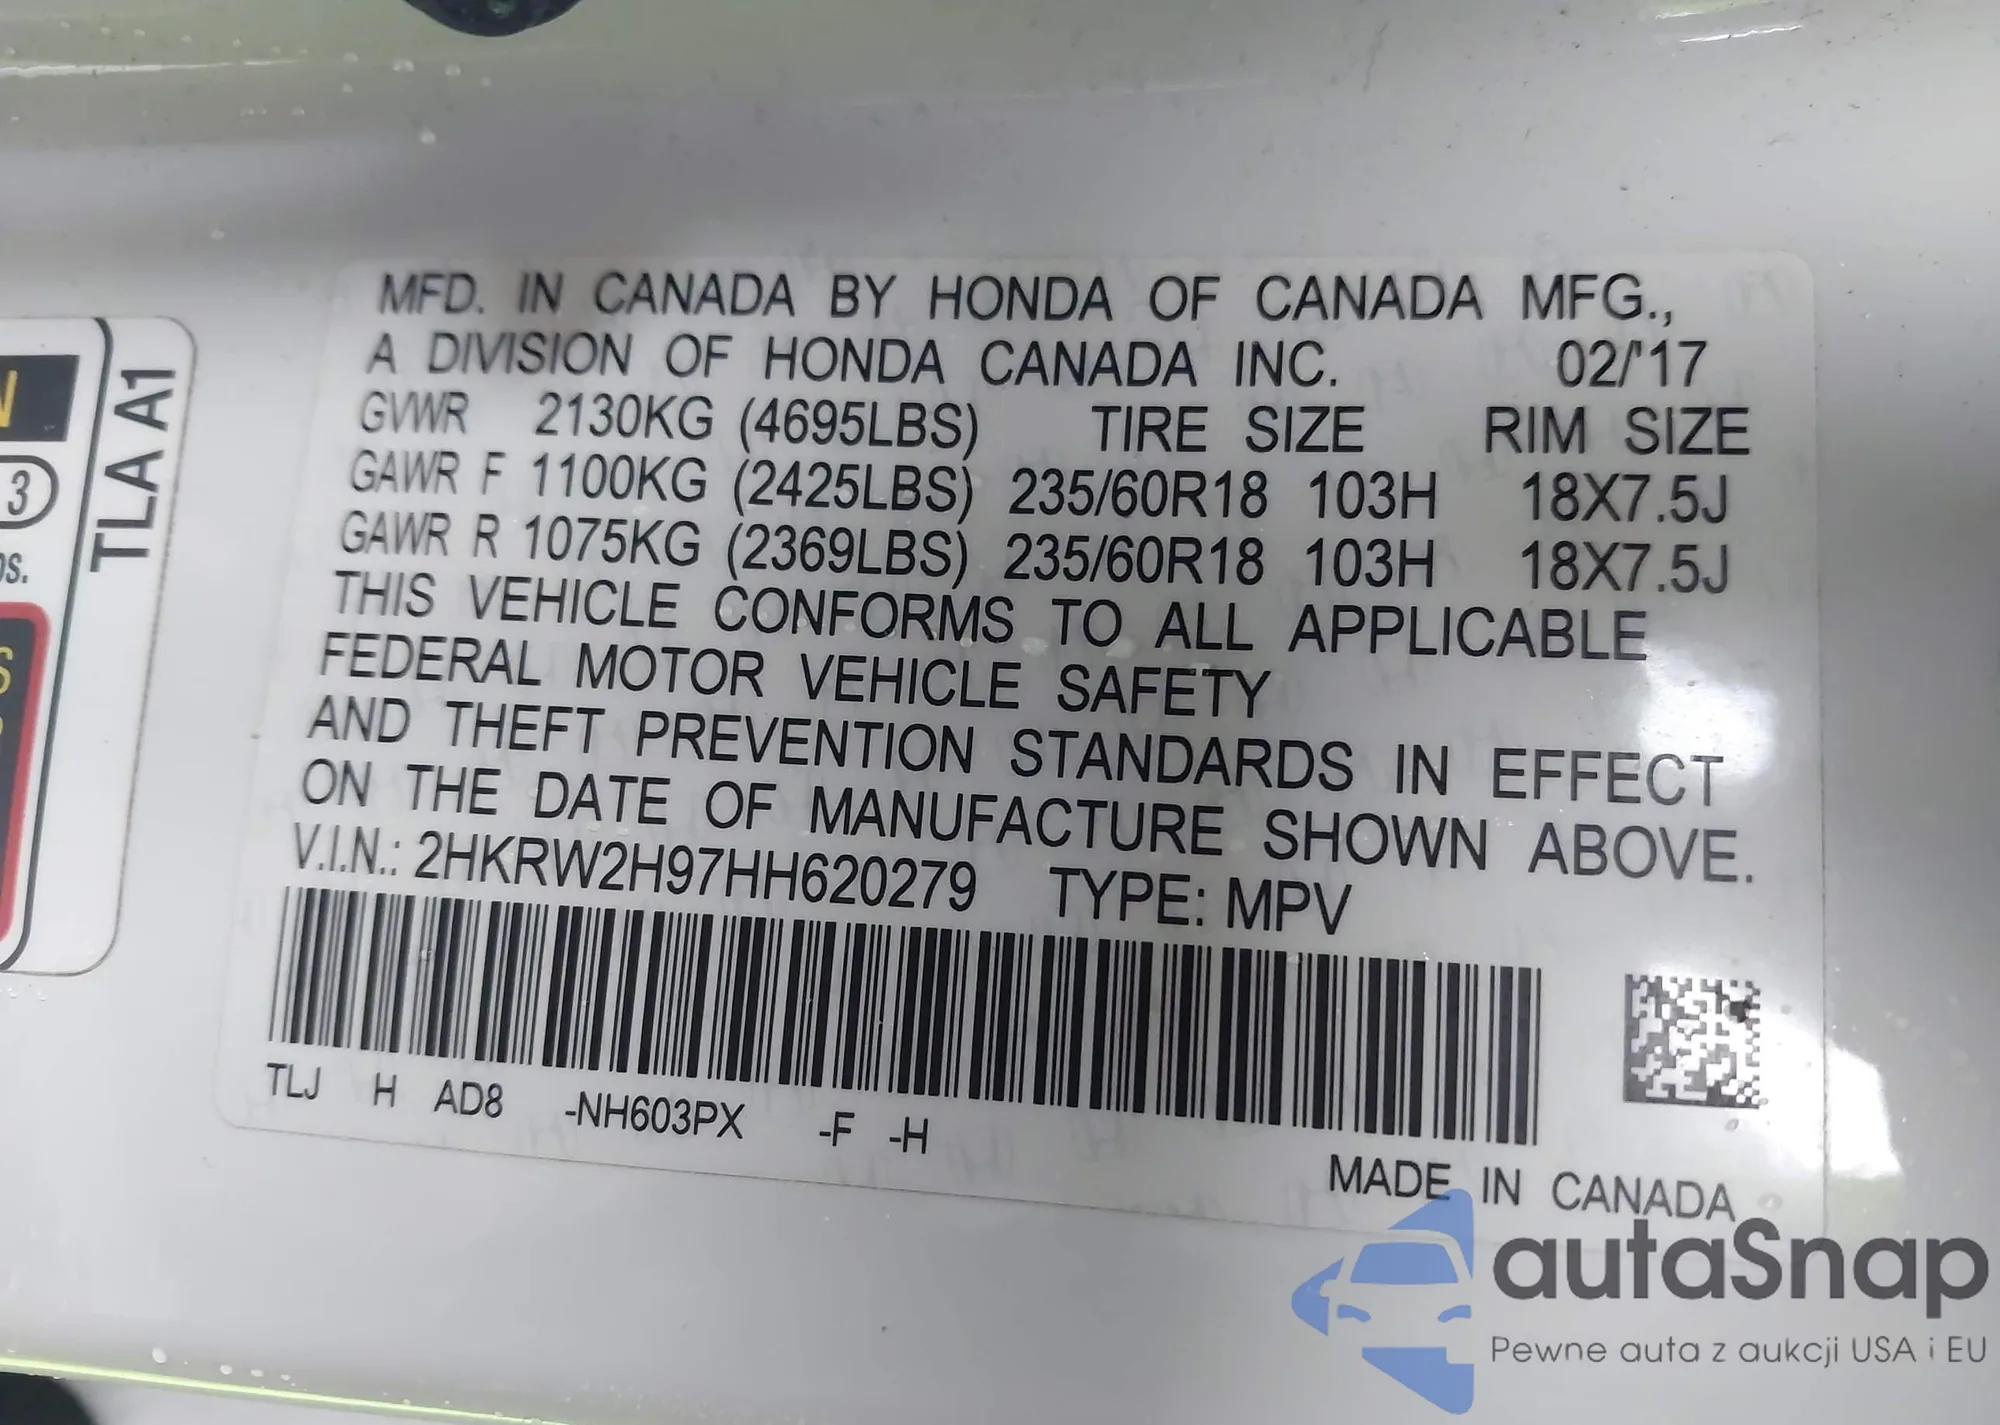 MFD. IN CANADA BY HONDA OF CANADA MFG.,
A DIVISION OF HONDA CANADA INC. 02/'17
GVWR 2130KG (4695LBS) TIRE SIZE RIM SIZE
GAWR F 1100KG (2425LBS) 235/60R18 103H 18X7.5J
GAWR R 1075KG (2369LBS) 235/60R18 103H 18X7.5J
THIS VEHICLE CONFORMS TO ALL APPLICABLE
FEDERAL MOTOR VEHICLE SAFETY
AND THEFT PREVENTION STANDARDS IN EFFECT
ON THE DATE OF MANUFACTURE SHOWN ABOVE.
V.I.N.: 2HKRW2H97HH620279 TYPE: MPV
TLJ H AD8 -NH603PX -F -H
MADE IN CANADA
TLA A1
3
autaSnap
Pewne auta z aukcji USA i EU